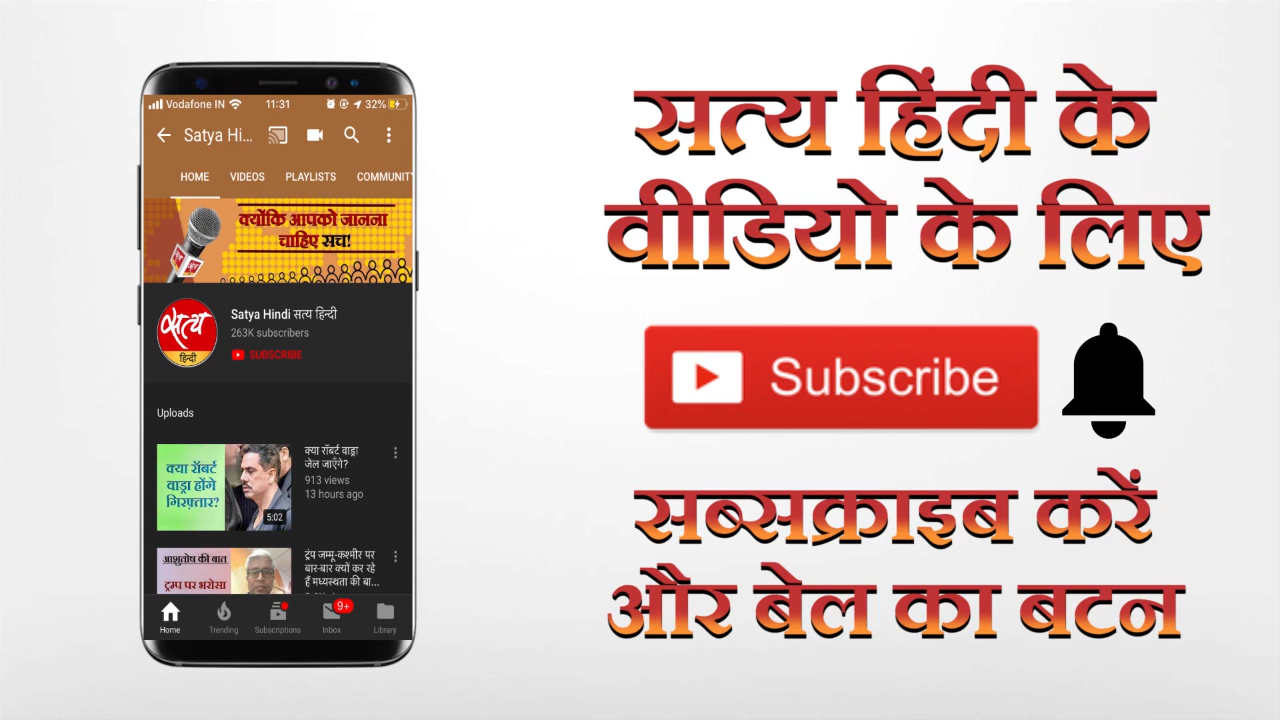 Vodafone IN 11:31 32%
Satya Hi...
HOME VIDEOS PLAYLISTS COMMUNITY
क्योंकि आपको जानना
चाहिए सच!
सत्य
हिन्दी
Satya Hindi सत्य हिन्दी
263K subscribers
SUBSCRIBE
Uploads
क्या रॉबर्ट
वाड्रा होंगे
गिरफ़्तार?
5:02
क्या रॉबर्ट वाड्रा
जेल जाएँगे?
913 views
13 hours ago
आशुतोष की बात
ट्रम्प पर भरोसा
ट्रंप जम्मू-कश्मीर पर
बार-बार क्यों कर रहे
हैं मध्यस्थता की बा...
9+
Home Trending Subscriptions Inbox Library
सत्य हिंदी के
वीडियो के लिए
Subscribe
सब्सक्राइब करें
और बेल का बटन